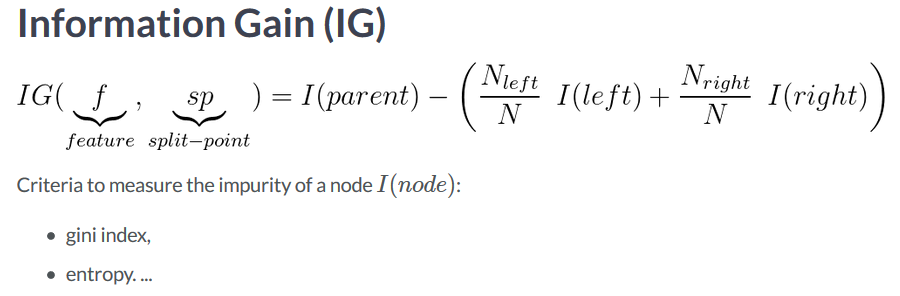 Information Gain (IG)
IG( f , sp ) = I(parent) − ( N_left/N I(left) + N_right/N I(right) )
feature split−point
Criteria to measure the impurity of a node I(node):
• gini index,
• entropy. ...